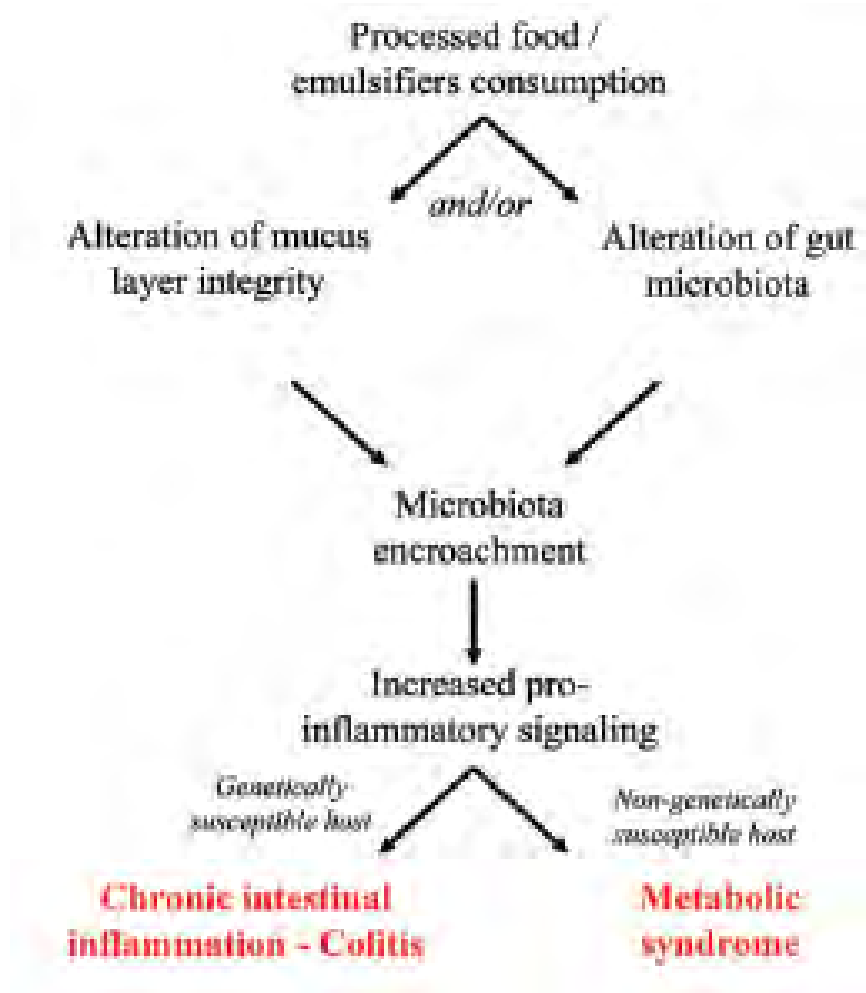 Processed food /
emulsifiers consumption
and/or
Alteration of mucus
layer integrity
Alteration of gut
microbiota
Microbiota
encroachment
Increased pro-
inflammatory signaling
Genetically
susceptible host
Non-genetically
susceptible host
Chronic intestinal
inflammation - Colitis
Metabolic
syndrome